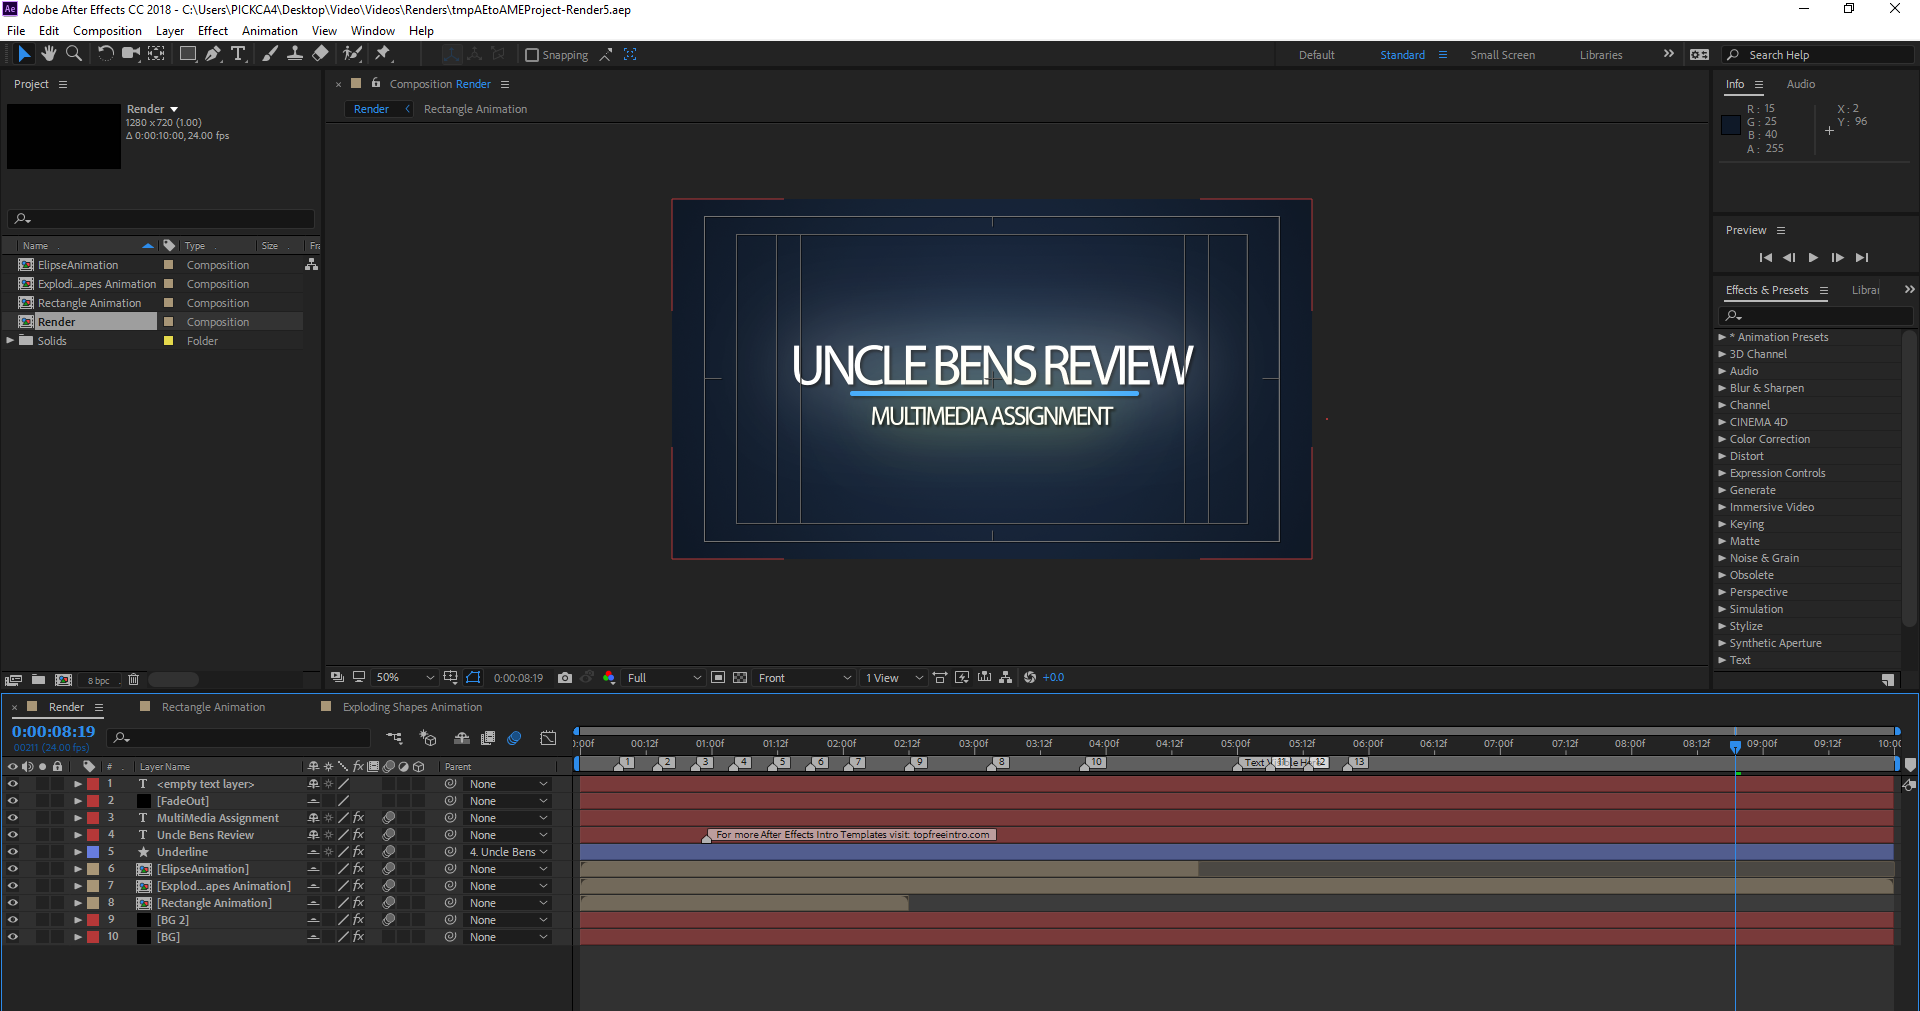 Adobe After Effects CC 2018 - C:\Users\PICKCA4\Desktop\Video\Videos\Renders\tmpAEtoAMEProject-Render5.aep
File Edit Composition Layer Effect Animation View Window Help
Snapping Default Standard Small Screen Libraries Search Help
Project
Render
1280 x 720 (1.00)
Δ 0:00:10:00, 24.00 fps
Name Type Size Fr
ElipseAnimation Composition
Explodi...apes Animation Composition
Rectangle Animation Composition
Render Composition
Solids Folder
8 bpc
Composition Render
Render Rectangle Animation
UNCLE BENS REVIEW
MULTIMEDIA ASSIGNMENT
50% 0:00:08:19 Full Front 1 View +0.0
Info Audio
R: 15 X: 2
G: 25 Y: 96
B: 40
A: 255
Preview
Effects & Presets Librar
* Animation Presets
3D Channel
Audio
Blur & Sharpen
Channel
CINEMA 4D
Color Correction
Distort
Expression Controls
Generate
Immersive Video
Keying
Matte
Noise & Grain
Obsolete
Perspective
Simulation
Stylize
Synthetic Aperture
Text
Render Rectangle Animation Exploding Shapes Animation
0:00:08:19
00211 (24.00 fps)
):00f 00:12f 01:00f 01:12f 02:00f 02:12f 03:00f 03:12f 04:00f 04:12f 05:00f 05:12f 06:00f 06:12f 07:00f 07:12f 08:00f 08:12f 09:00f 09:12f 10:00
# Layer Name Parent
1 2 3 4 5 6 7 9 8 10 11 12 13
1 T <empty text layer> None
2 [FadeOut] None
3 T MultiMedia Assignment fx None
4 T Uncle Bens Review fx None
For more After Effects Intro Templates visit: topfreeintro.com
5 Underline fx 4. Uncle Bens
6 [ElipseAnimation] fx None
7 [Explod...apes Animation] fx None
8 [Rectangle Animation] fx None
9 [BG 2] fx None
10 [BG] fx None